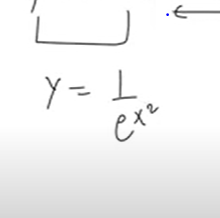 y = 1/e^x²